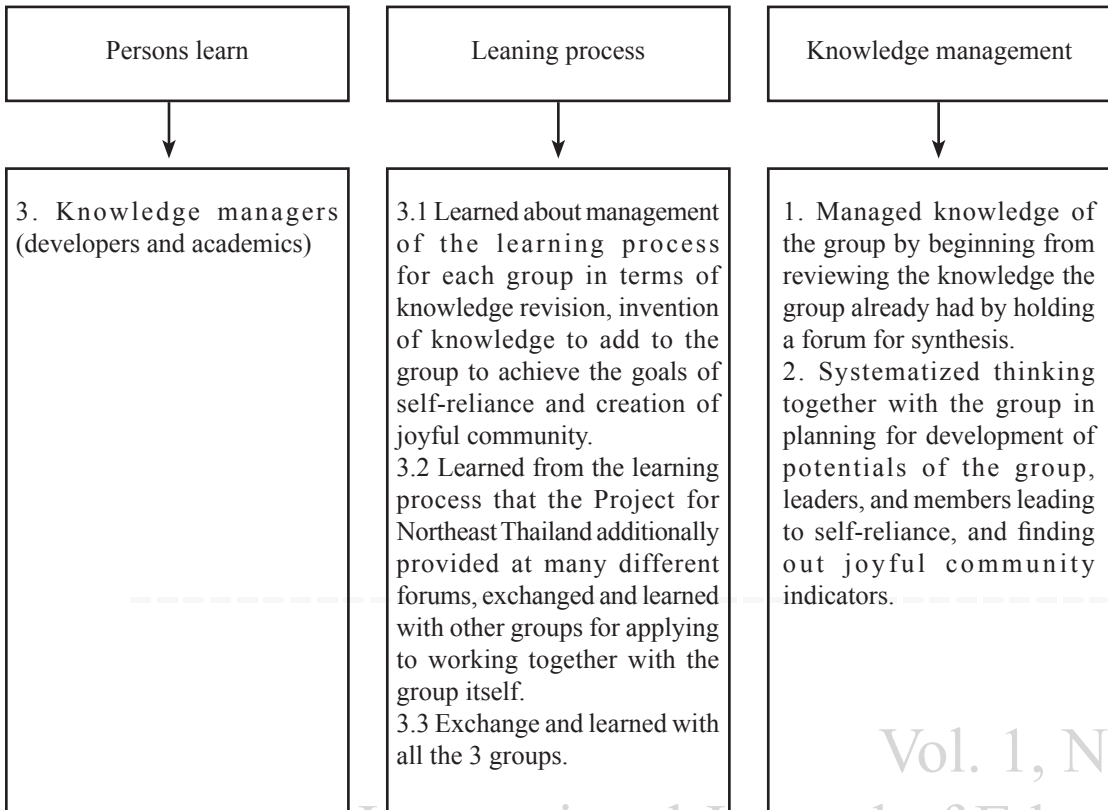 Persons learn
Leaning process
Knowledge management
3. Knowledge managers
(developers and academics)
3.1 Learned about management
of the learning process
for each group in terms of
knowledge revision, invention
of knowledge to add to the
group to achieve the goals of
self-reliance and creation of
joyful community.
3.2 Learned from the learning
process that the Project for
Northeast Thailand additionally
provided at many different
forums, exchanged and learned
with other groups for applying
to working together with the
group itself.
3.3 Exchange and learned with
all the 3 groups.
1. Managed knowledge of
the group by beginning from
reviewing the knowledge the
group already had by holding
a forum for synthesis.
2. Systematized thinking
together with the group in
planning for development of
potentials of the group,
leaders, and members leading
to self-reliance, and finding
out joyful community
indicators.
Vol. 1, N